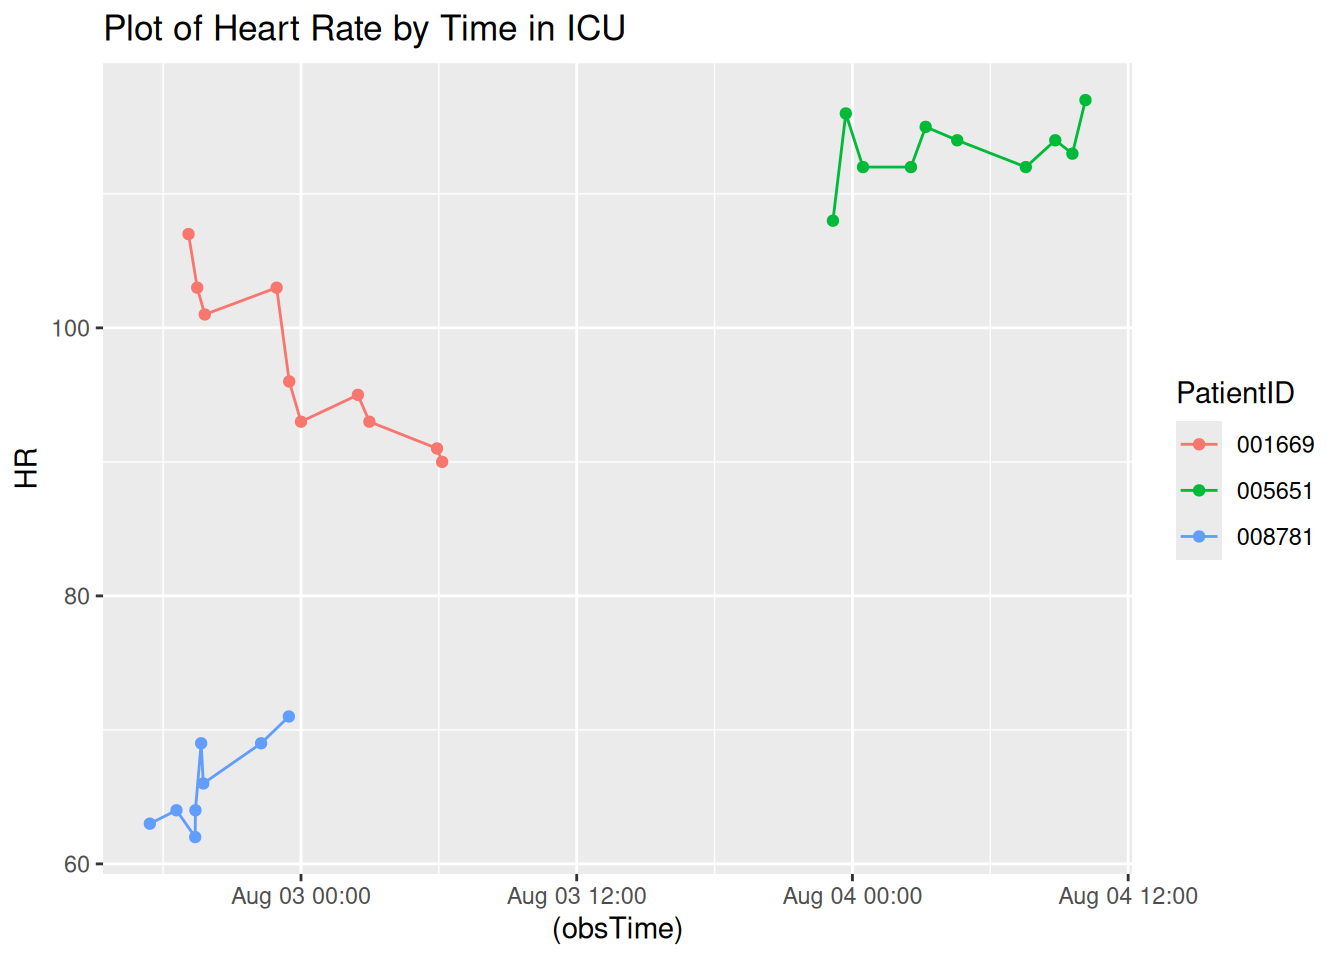 Plot of Heart Rate by Time in ICU
HR
100
80
60
Aug 03 00:00
Aug 03 12:00
Aug 04 00:00
Aug 04 12:00
(obsTime)
PatientID
001669
005651
008781